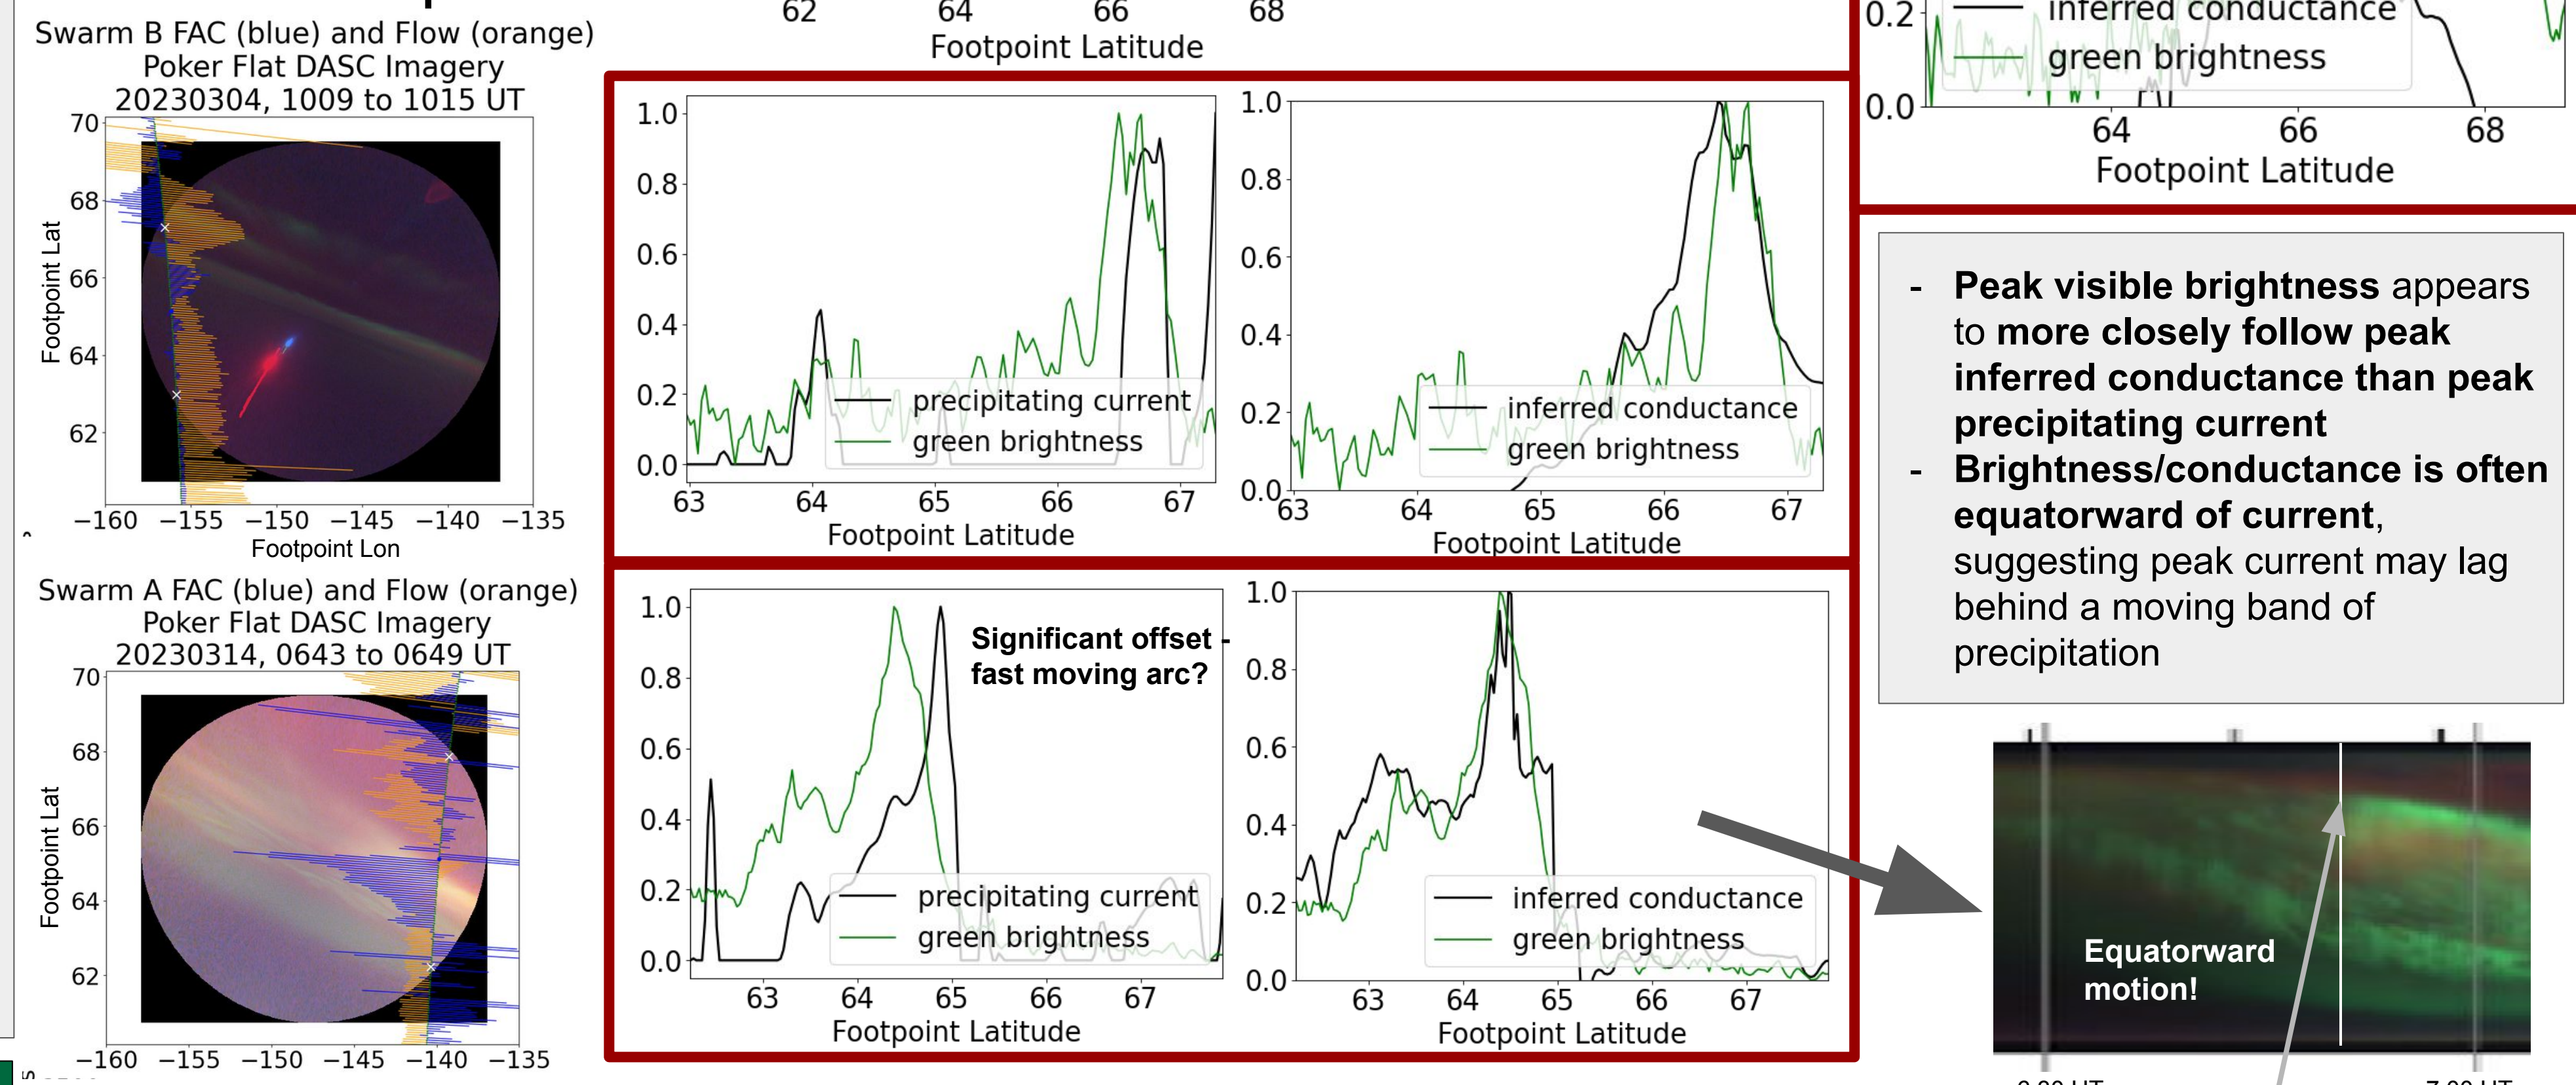 Swarm B FAC (blue) and Flow (orange)
Poker Flat DASC Imagery
20230304, 1009 to 1015 UT
70
68
66
64
62
Footpoint Lat
−160 −155 −150 −145 −140 −135
Footpoint Lon
Swarm A FAC (blue) and Flow (orange)
Poker Flat DASC Imagery
20230314, 0643 to 0649 UT
70
68
66
64
62
Footpoint Lat
−160 −155 −150 −145 −140 −135
62 64 66 68
Footpoint Latitude
1.0
0.8
0.6
0.4
0.2
0.0
precipitating current
green brightness
63 64 65 66 67
Footpoint Latitude
1.0
0.8
0.6
0.4
0.2
0.0
inferred conductance
green brightness
63 64 65 66 67
Footpoint Latitude
1.0
0.8
0.6
0.4
0.2
0.0
Significant offset -
fast moving arc?
precipitating current
green brightness
63 64 65 66 67
Footpoint Latitude
1.0
0.8
0.6
0.4
0.2
0.0
inferred conductance
green brightness
63 64 65 66 67
Footpoint Latitude
0.2
0.0
inferred conductance
green brightness
64 66 68
Footpoint Latitude
- Peak visible brightness appears
to more closely follow peak
inferred conductance than peak
precipitating current
- Brightness/conductance is often
equatorward of current,
suggesting peak current may lag
behind a moving band of
precipitation
Equatorward
motion!